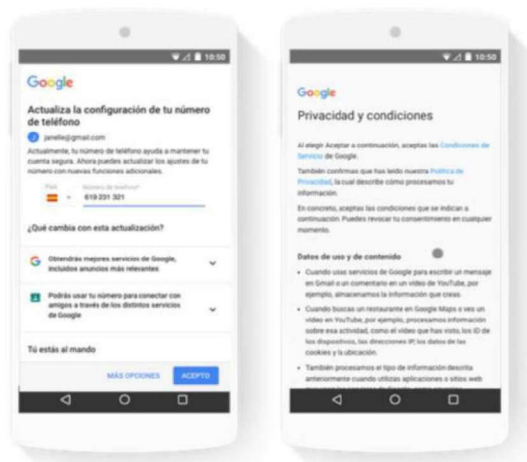 10:50
Google
Actualiza la configuración de tu número
de teléfono
janelle@gmail.com
Actualmente, tu número de teléfono ayuda a mantener tu
cuenta segura. Ahora puedes actualizar los ajustes de tu
número con nuevas funciones adicionales.
País
Número de teléfono*
619 231 321
¿Qué cambia con esta actualización?
G
Obtendrás mejores servicios de Google,
incluidos anuncios más relevantes
Podrás usar tu número para conectar con
amigos a través de los distintos servicios
de Google
Tú estás al mando
MÁS OPCIONES
ACEPTO
10:50
Google
Privacidad y condiciones
Al elegir Aceptar a continuación, aceptas las Condiciones de
Servicio de Google.
También confirmas que has leído nuestra Política de
Privacidad, la cual describe cómo procesamos tu
información.
En concreto, aceptas las condiciones que se indican a
continuación. Puedes revocar tu consentimiento en cualquier
momento.
Datos de uso y de contenido
• Cuando usas servicios de Google para escribir un mensaje
en Gmail o un comentario en un vídeo de YouTube, por
ejemplo, almacenamos la información que creas.
• Cuando buscas un restaurante en Google Maps o ves un
vídeo en YouTube, por ejemplo, procesamos información
sobre esa actividad, como el vídeo que has visto, los ID de
los dispositivos, las direcciones IP, los datos de las
cookies y la ubicación.
• También procesamos el tipo de información descrita
anteriormente cuando utilizas aplicaciones o sitios web